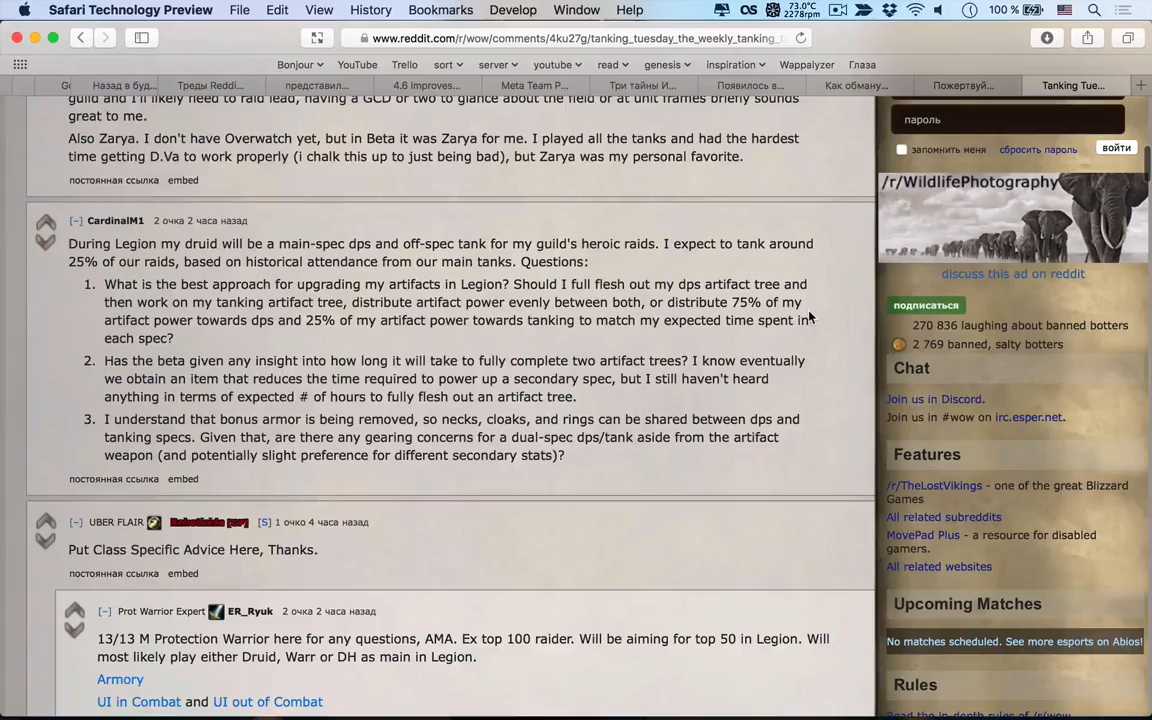 Safari Technology Preview File Edit View History Bookmarks Develop Window Help
73.0°C
2278rpm
100 %
www.reddit.com/r/wow/comments/4ku27g/tanking_tuesday_the_weekly_tanking_t
Bonjour YouTube Trello sort server youtube read genesis inspiration Wappalyzer Глаза
Назад в буд... Треды Reddi... представил... 4.6 Improves... Meta Team P... Три тайны И... Появилось в... Как обману... Пожертвуй... Tanking Tue...
guild and I'll likely need to raid lead, having a GCD or two to glance about the field or at unit frames briefly sounds
great to me.
Also Zarya. I don't have Overwatch yet, but in Beta it was Zarya for me. I played all the tanks and had the hardest
time getting D.Va to work properly (i chalk this up to just being bad), but Zarya was my personal favorite.
постоянная ссылка embed
[-] CardinalM1 2 очка 2 часа назад
During Legion my druid will be a main-spec dps and off-spec tank for my guild's heroic raids. I expect to tank around
25% of our raids, based on historical attendance from our main tanks. Questions:
1. What is the best approach for upgrading my artifacts in Legion? Should I full flesh out my dps artifact tree and
then work on my tanking artifact tree, distribute artifact power evenly between both, or distribute 75% of my
artifact power towards dps and 25% of my artifact power towards tanking to match my expected time spent in
each spec?
2. Has the beta given any insight into how long it will take to fully complete two artifact trees? I know eventually
we obtain an item that reduces the time required to power up a secondary spec, but I still haven't heard
anything in terms of expected # of hours to fully flesh out an artifact tree.
3. I understand that bonus armor is being removed, so necks, cloaks, and rings can be shared between dps and
tanking specs. Given that, are there any gearing concerns for a dual-spec dps/tank aside from the artifact
weapon (and potentially slight preference for different secondary stats)?
постоянная ссылка embed
[-] UBER FLAIR [S] 1 очко 4 часа назад
Put Class Specific Advice Here, Thanks.
постоянная ссылка embed
[-] Prot Warrior Expert ER_Ryuk 2 очка 2 часа назад
13/13 M Protection Warrior here for any questions, AMA. Ex top 100 raider. Will be aiming for top 50 in Legion. Will
most likely play either Druid, Warr or DH as main in Legion.
Armory
UI in Combat and UI out of Combat
пароль
запомнить меня сбросить пароль войти
/r/WildlifePhotography
discuss this ad on reddit
подписаться
270 836 laughing about banned botters
2 769 banned, salty botters
Chat
Join us in Discord.
Join us in #wow on irc.esper.net.
Features
/r/TheLostVikings - one of the great Blizzard
Games
All related subreddits
MovePad Plus - a resource for disabled
gamers.
All related websites
Upcoming Matches
No matches scheduled. See more esports on Abios!
Rules
Read the in-depth rules of /r/wow